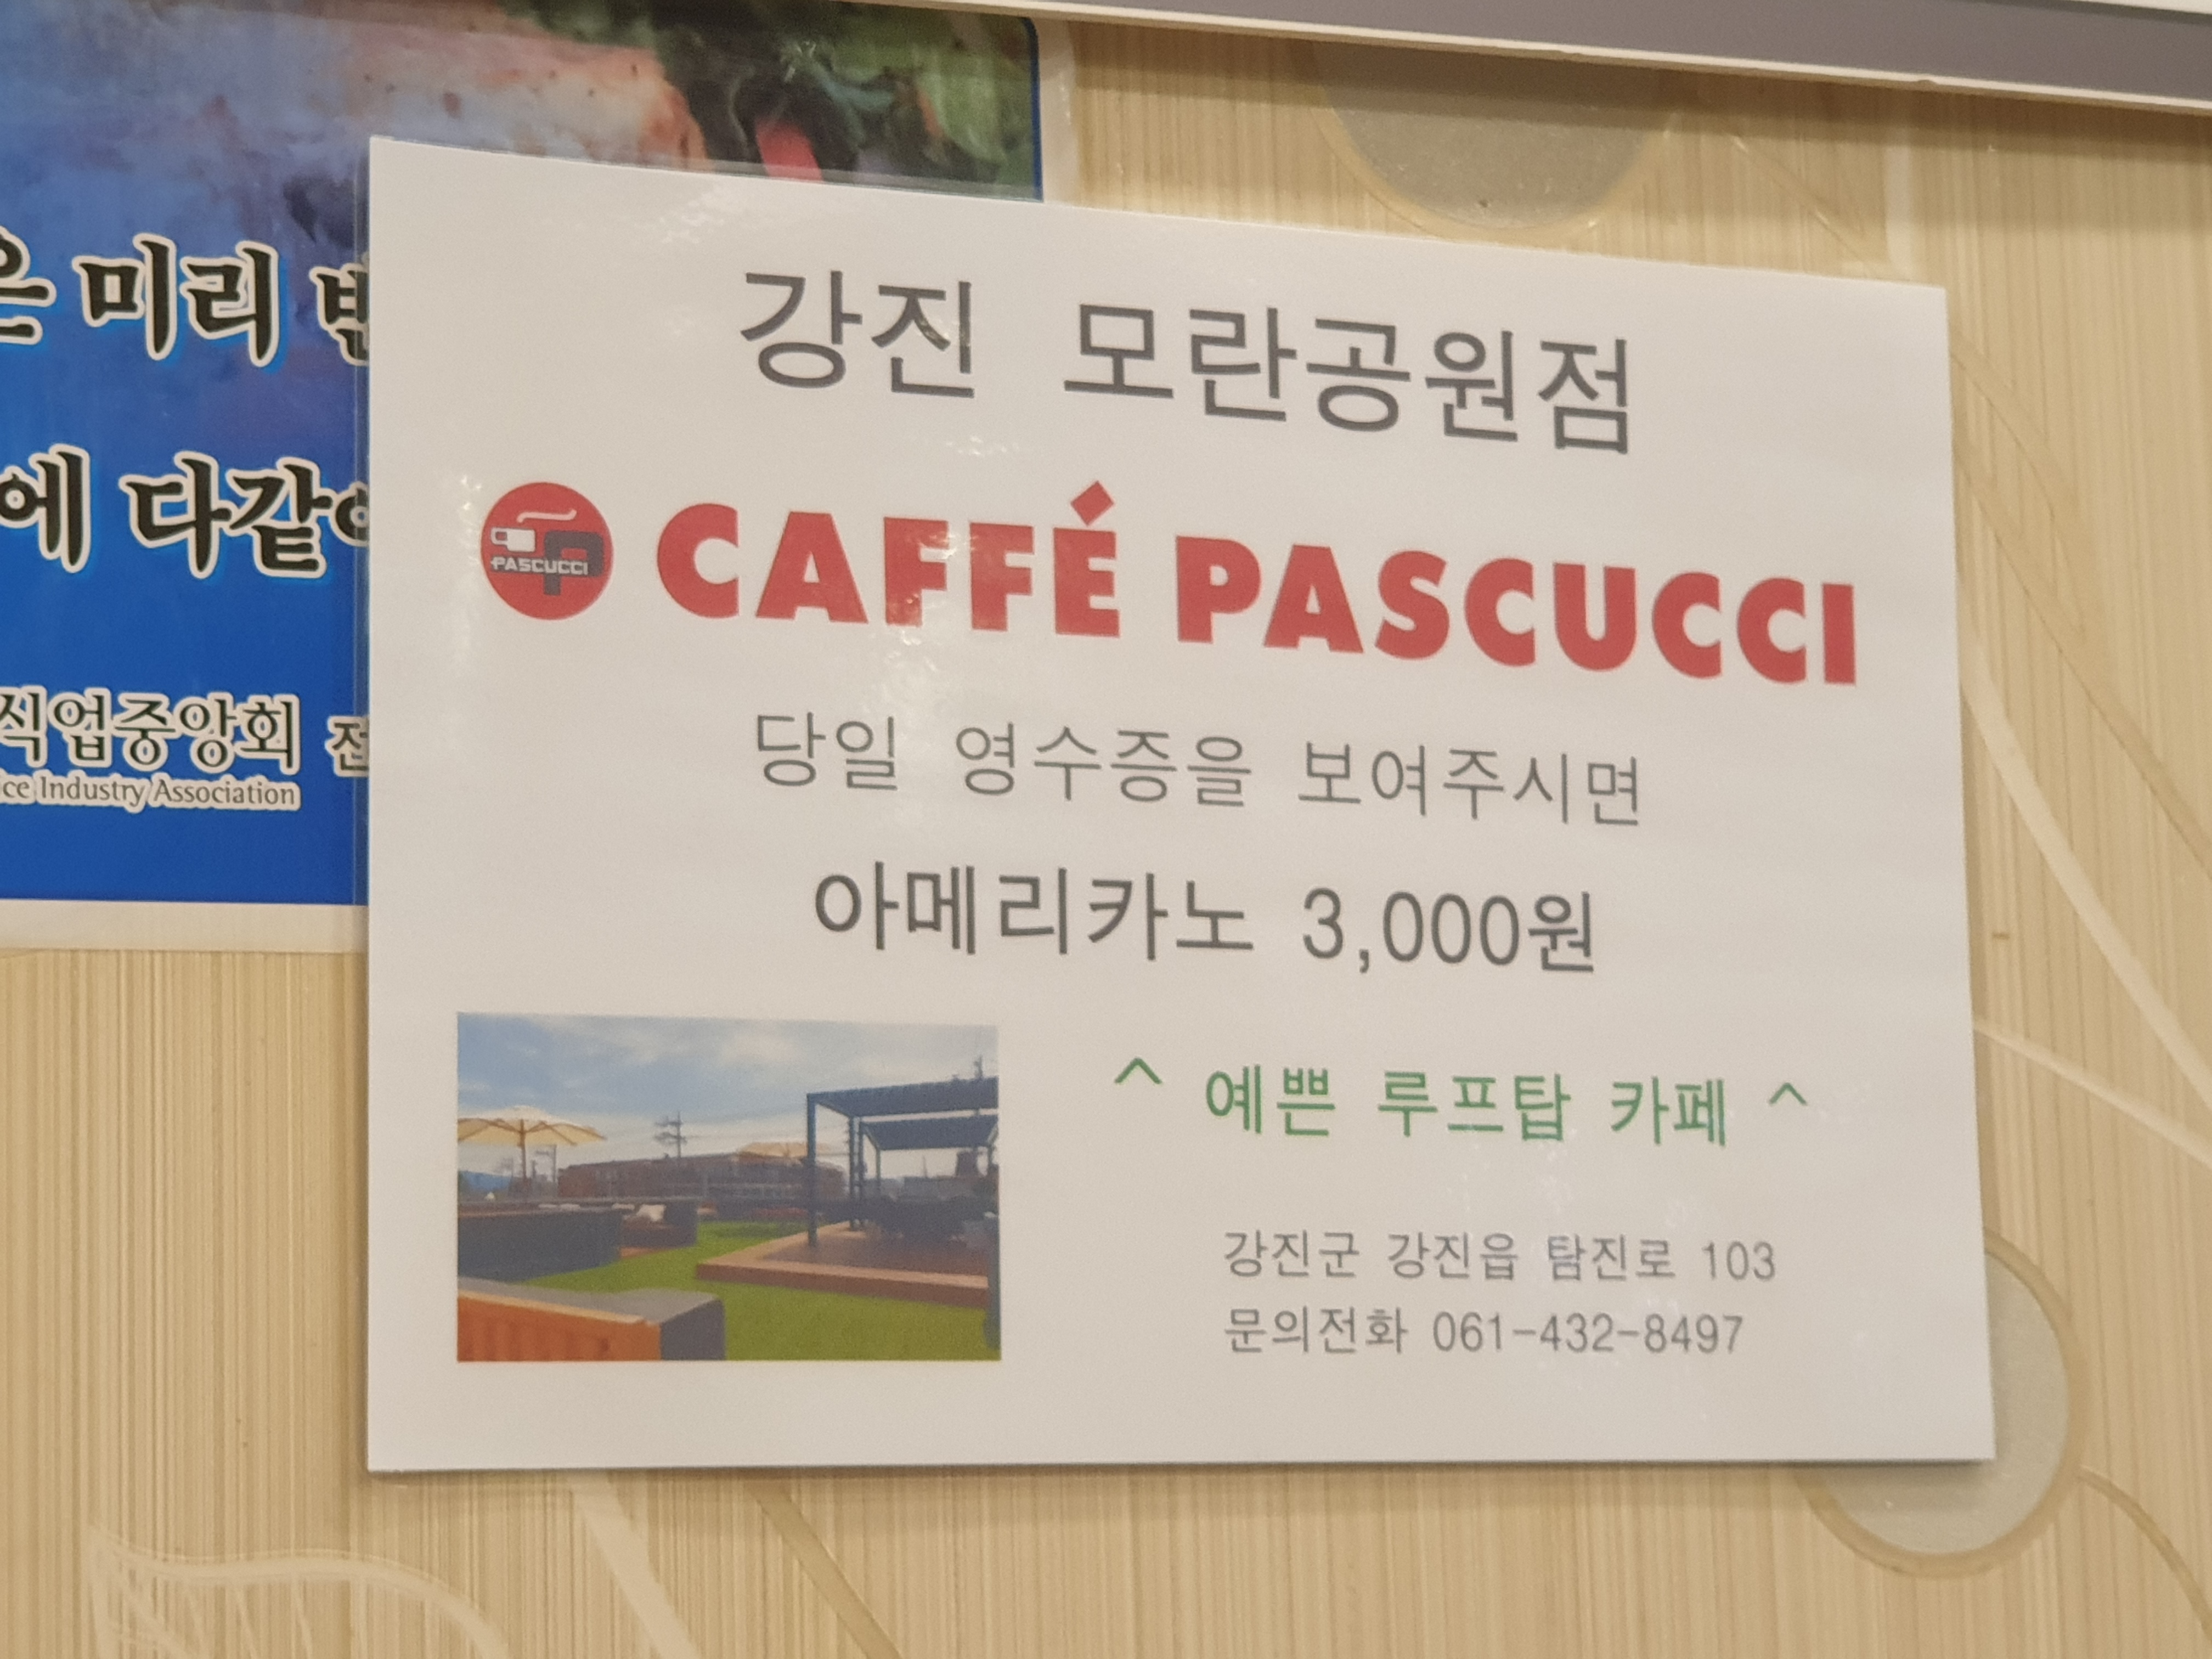 은 미리
에 다같이
식업중앙회
ce Industry Association
강진 모란공원점
PASCUCCI
CAFFÉ PASCUCCI
당일 영수증을 보여주시면
아메리카노 3,000원
^ 예쁜 루프탑 카페 ^
강진군 강진읍 탐진로 103
문의전화 061-432-8497